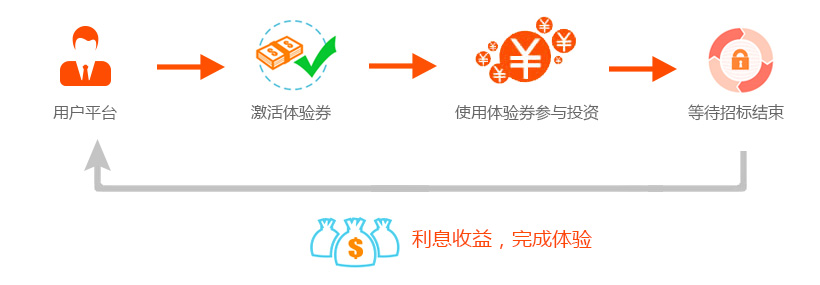 用户平台
激活体验券
使用体验券参与投资
等待招标结束
利息收益，完成体验